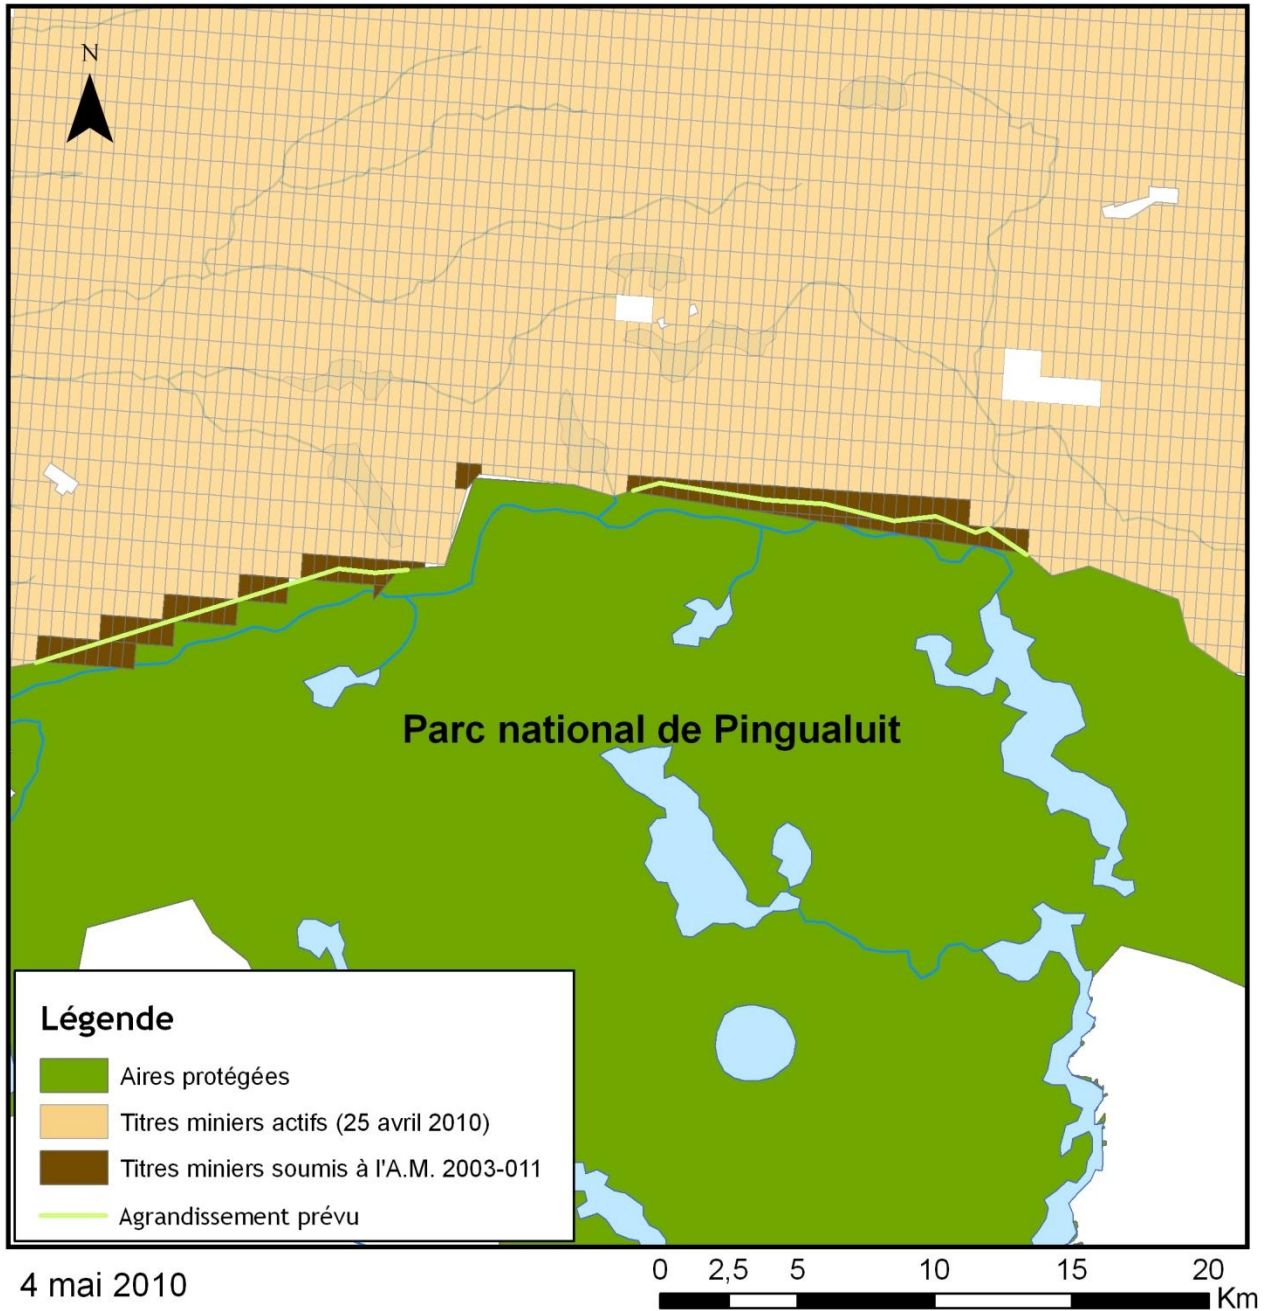 N
Parc national de Pingualuit
Légende
Aires protégées
Titres miniers actifs (25 avril 2010)
Titres miniers soumis à l'A.M. 2003-011
Agrandissement prévu
4 mai 2010
0 2,5 5 10 15 20
Km